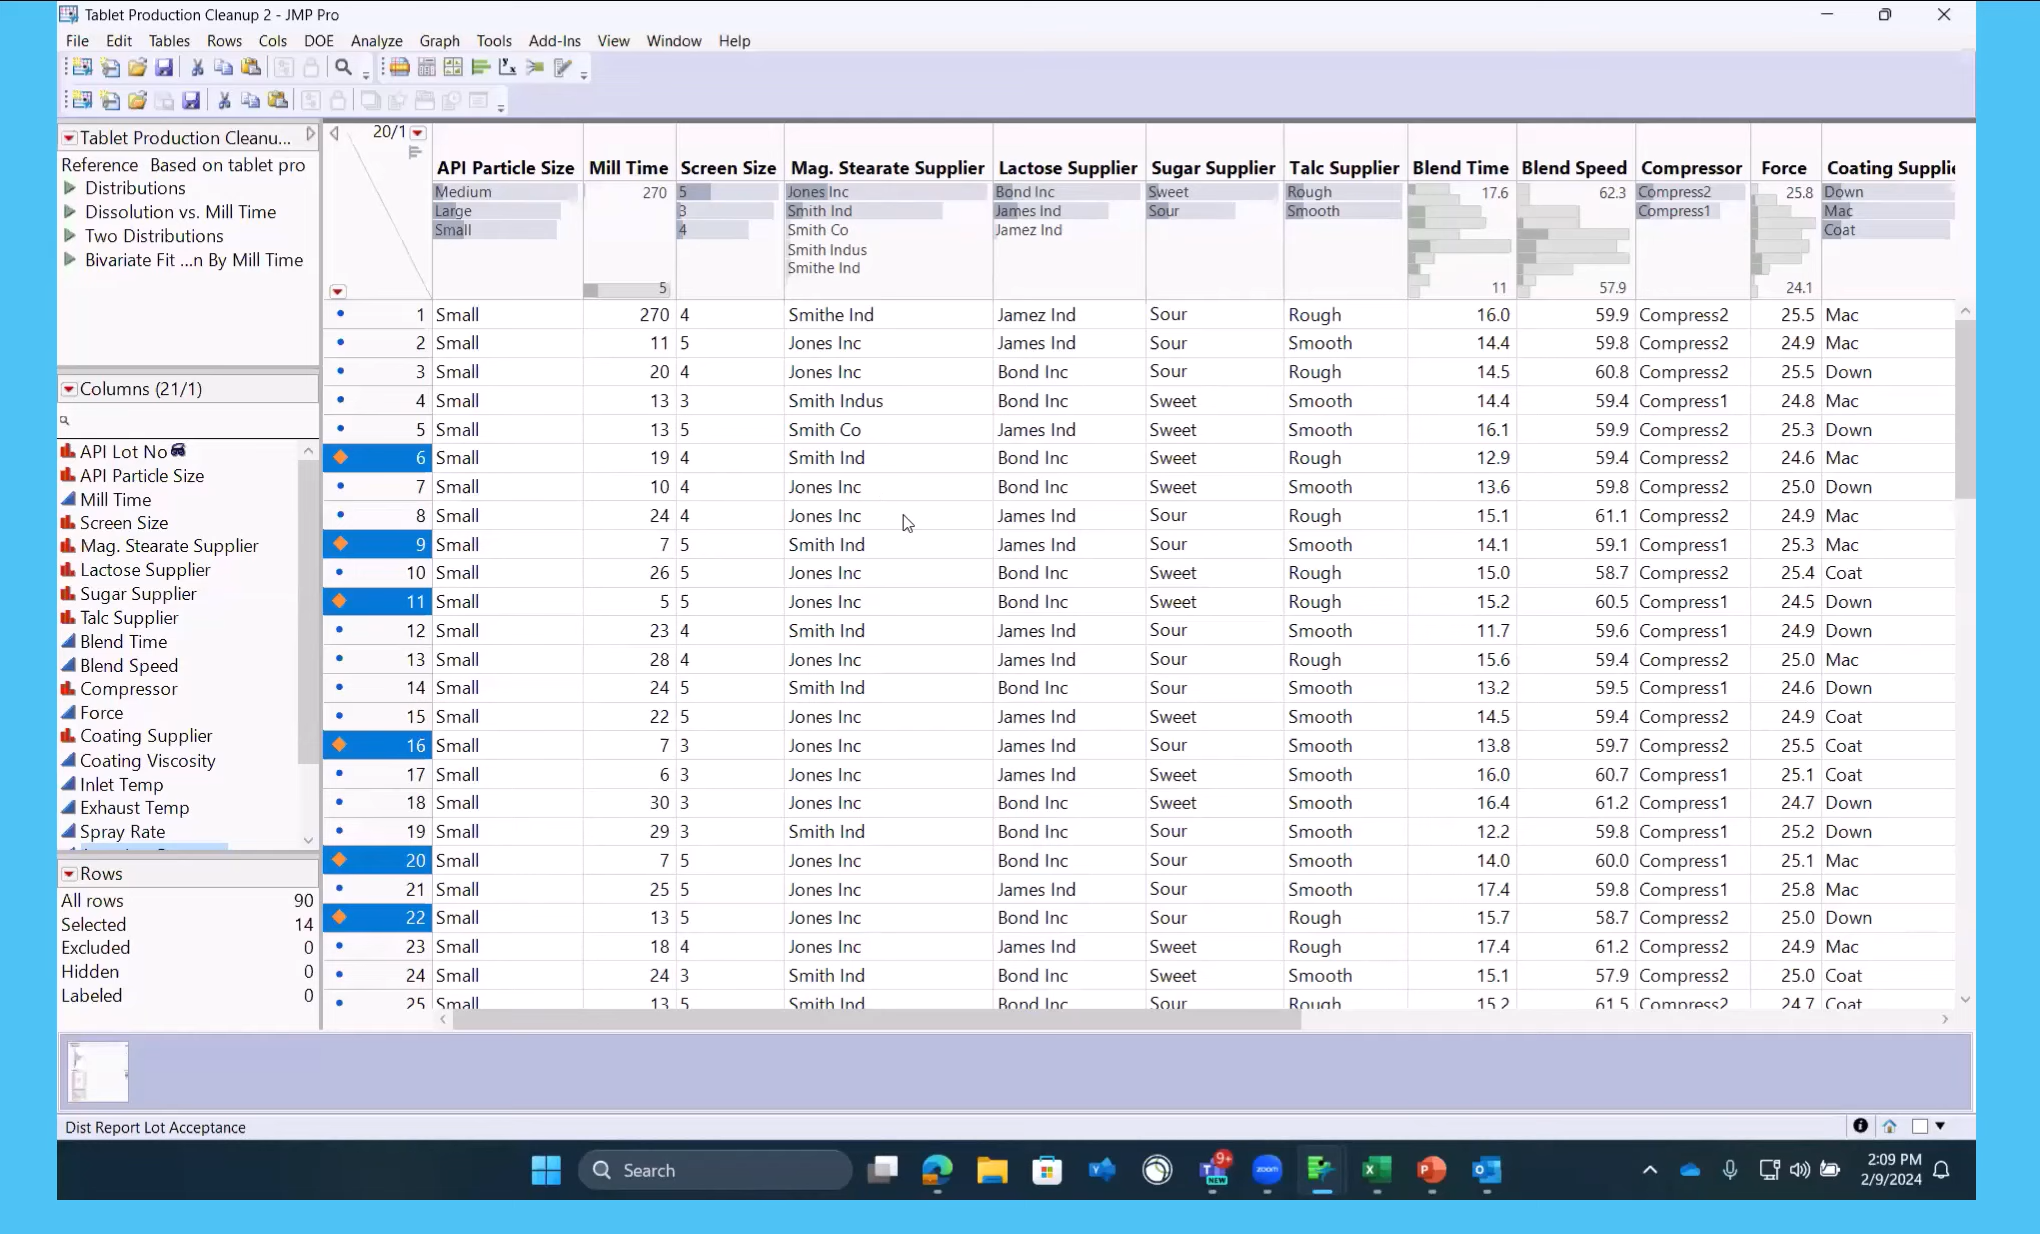 Tablet Production Cleanup 2 - JMP Pro
File Edit Tables Rows Cols DOE Analyze Graph Tools Add-Ins View Window Help
Tablet Production Cleanu...
Reference Based on tablet pro
Distributions
Dissolution vs. Mill Time
Two Distributions
Bivariate Fit ...n By Mill Time
Columns (21/1)
API Lot No
API Particle Size
Mill Time
Screen Size
Mag. Stearate Supplier
Lactose Supplier
Sugar Supplier
Talc Supplier
Blend Time
Blend Speed
Compressor
Force
Coating Supplier
Coating Viscosity
Inlet Temp
Exhaust Temp
Spray Rate
Rows
All rows 90
Selected 14
Excluded 0
Hidden 0
Labeled 0
20/1
API Particle Size Mill Time Screen Size Mag. Stearate Supplier Lactose Supplier Sugar Supplier Talc Supplier Blend Time Blend Speed Compressor Force Coating Supplie
Medium 270 5 Jones Inc Bond Inc Sweet Rough 17.6 62.3 Compress2 25.8 Down
Large 3 Smith Ind James Ind Sour Smooth Compress1 Mac
Small 4 Smith Co Jamez Ind Coat
Smith Indus
Smithe Ind
5 11 57.9 24.1
1 Small 270 4 Smithe Ind Jamez Ind Sour Rough 16.0 59.9 Compress2 25.5 Mac
2 Small 11 5 Jones Inc James Ind Sour Smooth 14.4 59.8 Compress2 24.9 Mac
3 Small 20 4 Jones Inc Bond Inc Sour Rough 14.5 60.8 Compress2 25.5 Down
4 Small 13 3 Smith Indus Bond Inc Sweet Smooth 14.4 59.4 Compress1 24.8 Mac
5 Small 13 5 Smith Co James Ind Sweet Smooth 16.1 59.9 Compress2 25.3 Down
6 Small 19 4 Smith Ind Bond Inc Sweet Rough 12.9 59.4 Compress2 24.6 Mac
7 Small 10 4 Jones Inc Bond Inc Sweet Smooth 13.6 59.8 Compress2 25.0 Down
8 Small 24 4 Jones Inc James Ind Sour Rough 15.1 61.1 Compress2 24.9 Mac
9 Small 7 5 Smith Ind James Ind Sour Smooth 14.1 59.1 Compress1 25.3 Mac
10 Small 26 5 Jones Inc Bond Inc Sweet Rough 15.0 58.7 Compress2 25.4 Coat
11 Small 5 5 Jones Inc Bond Inc Sweet Rough 15.2 60.5 Compress1 24.5 Down
12 Small 23 4 Smith Ind James Ind Sour Smooth 11.7 59.6 Compress1 24.9 Down
13 Small 28 4 Jones Inc James Ind Sour Rough 15.6 59.4 Compress2 25.0 Mac
14 Small 24 5 Smith Ind Bond Inc Sour Smooth 13.2 59.5 Compress1 24.6 Down
15 Small 22 5 Jones Inc James Ind Sweet Smooth 14.5 59.4 Compress2 24.9 Coat
16 Small 7 3 Jones Inc James Ind Sour Smooth 13.8 59.7 Compress2 25.5 Coat
17 Small 6 3 Jones Inc James Ind Sweet Smooth 16.0 60.7 Compress1 25.1 Coat
18 Small 30 3 Jones Inc Bond Inc Sweet Smooth 16.4 61.2 Compress1 24.7 Down
19 Small 29 3 Smith Ind Bond Inc Sour Smooth 12.2 59.8 Compress1 25.2 Down
20 Small 7 5 Jones Inc Bond Inc Sour Smooth 14.0 60.0 Compress1 25.1 Mac
21 Small 25 5 Jones Inc James Ind Sour Smooth 17.4 59.8 Compress1 25.8 Mac
22 Small 13 5 Jones Inc Bond Inc Sour Rough 15.7 58.7 Compress2 25.0 Down
23 Small 18 4 Jones Inc James Ind Sweet Rough 17.4 61.2 Compress2 24.9 Mac
24 Small 24 3 Smith Ind Bond Inc Sweet Smooth 15.1 57.9 Compress2 25.0 Coat
25 Small 13 5 Smith Ind Bond Inc Sour Rough 15.2 61.5 Compress2 24.7 Coat
Dist Report Lot Acceptance
Search
9+
NEW
zoom
2:09 PM
2/9/2024